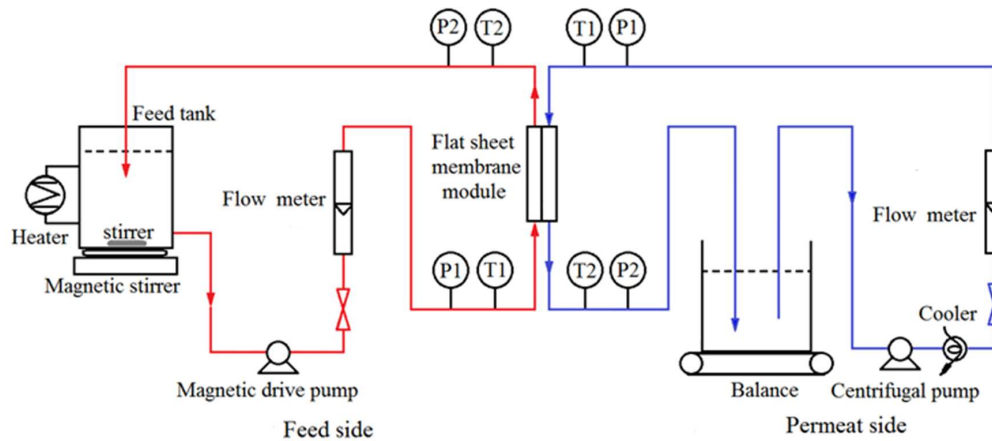 P2 T2 T1 P1
Feed tank
Flat sheet
membrane
module
Flow meter
Flow meter
Heater
stirrer
Magnetic stirrer
P1 T1 T2 P2
Cooler
Magnetic drive pump
Balance
Centrifugal pump
Feed side
Permeat side